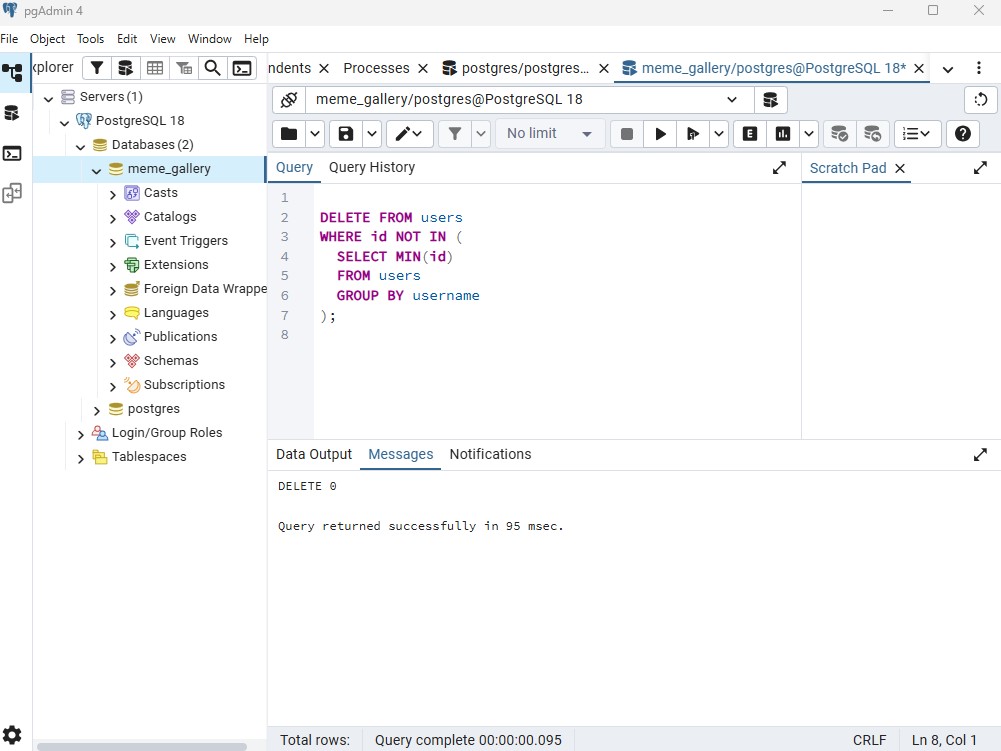 pgAdmin 4
File Object Tools Edit View Window Help
xplorer
ndents Processes postgres/postgres... meme_gallery/postgres@PostgreSQL 18*
meme_gallery/postgres@PostgreSQL 18
No limit
E
Query Query History
Scratch Pad
Servers (1)
PostgreSQL 18
Databases (2)
meme_gallery
Casts
Catalogs
Event Triggers
Extensions
Foreign Data Wrappe
Languages
Publications
Schemas
Subscriptions
postgres
Login/Group Roles
Tablespaces
1
2 DELETE FROM users
3 WHERE id NOT IN (
4 SELECT MIN(id)
5 FROM users
6 GROUP BY username
7 );
8
Data Output Messages Notifications
DELETE 0
Query returned successfully in 95 msec.
Total rows: Query complete 00:00:00.095 CRLF Ln 8, Col 1